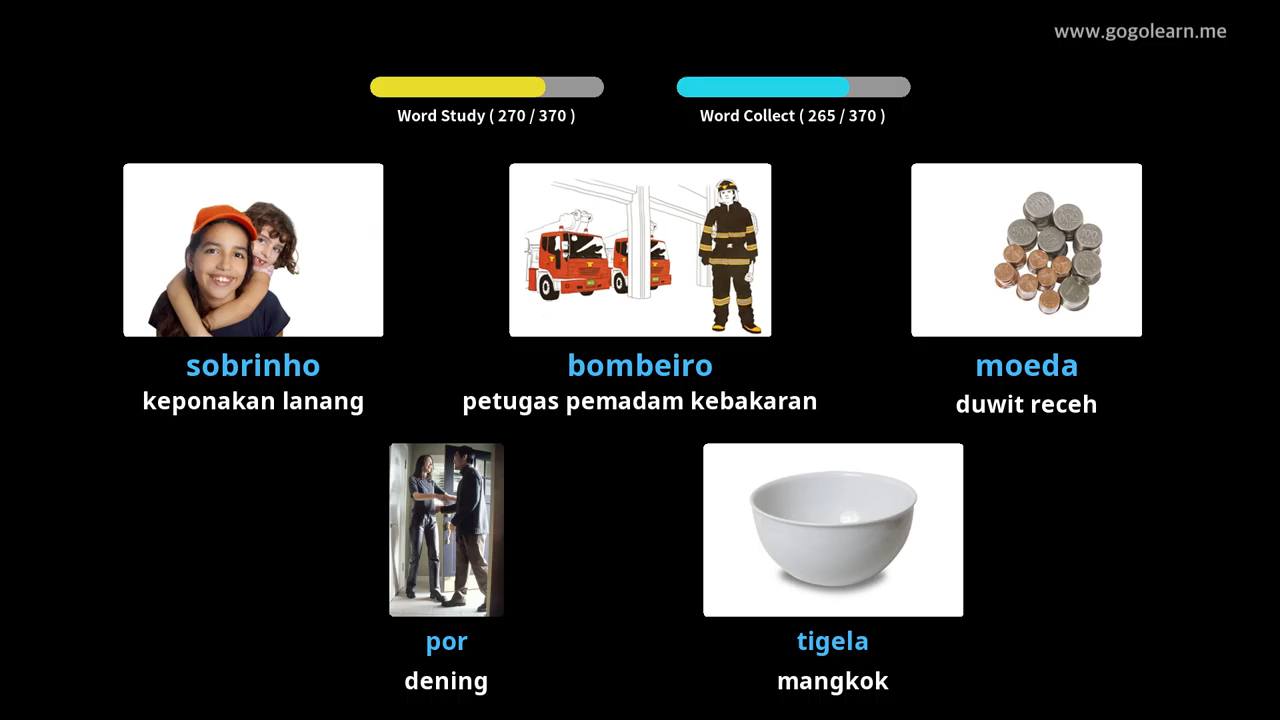 www.gogolearn.me
Word Study ( 270 / 370 )
Word Collect ( 265 / 370 )
sobrinho
keponakan lanang
bombeiro
petugas pemadam kebakaran
moeda
duwit receh
por
dening
tigela
mangkok